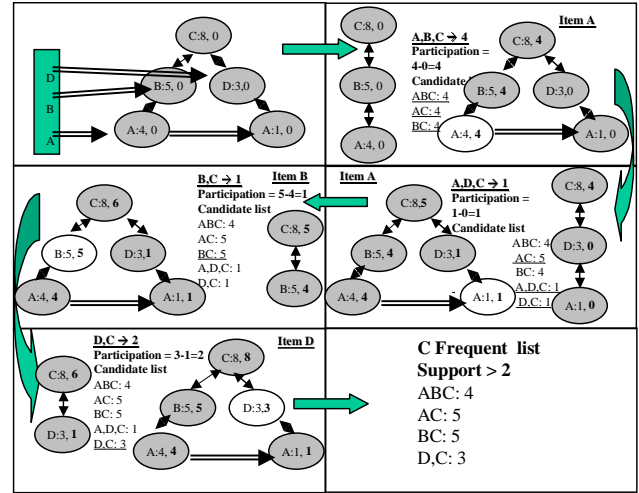 C:8, 0
B:5, 0
D:3,0
A:4, 0
A:1, 0
D
B
A
C:8, 0
B:5, 0
A:4, 0
A,B,C → 4
Participation =
4-0=4
Candidate
ABC: 4
AC: 4
BC: 4
Item A
C:8, 4
B:5, 4
D:3,0
A:4, 4
A:1, 0
C:8, 6
B:5, 5
D:3,1
A:4, 4
A:1, 1
B,C → 1
Item B
Participation = 5-4=1
Candidate list
ABC: 4
AC: 5
BC: 5
A,D,C: 1
D,C: 1
C:8, 5
B:5, 4
Item A
C:8,5
B:5, 4
D:3,1
A:4, 4
A:1, 1
A,D,C → 1
Participation =
1-0=1
Candidate list
ABC: 4
AC: 5
BC: 4
A,D,C: 1
D,C: 1
C:8, 4
D:3, 0
A:1, 0
C:8, 6
D:3, 1
D,C → 2
Participation = 3-1=2
Candidate list
ABC: 4
AC: 5
BC: 5
A,D,C: 1
D,C: 3
Item D
C:8, 8
B:5, 5
D:3,3
A:4, 4
A:1, 1
C Frequent list
Support > 2
ABC: 4
AC: 5
BC: 5
D,C: 3